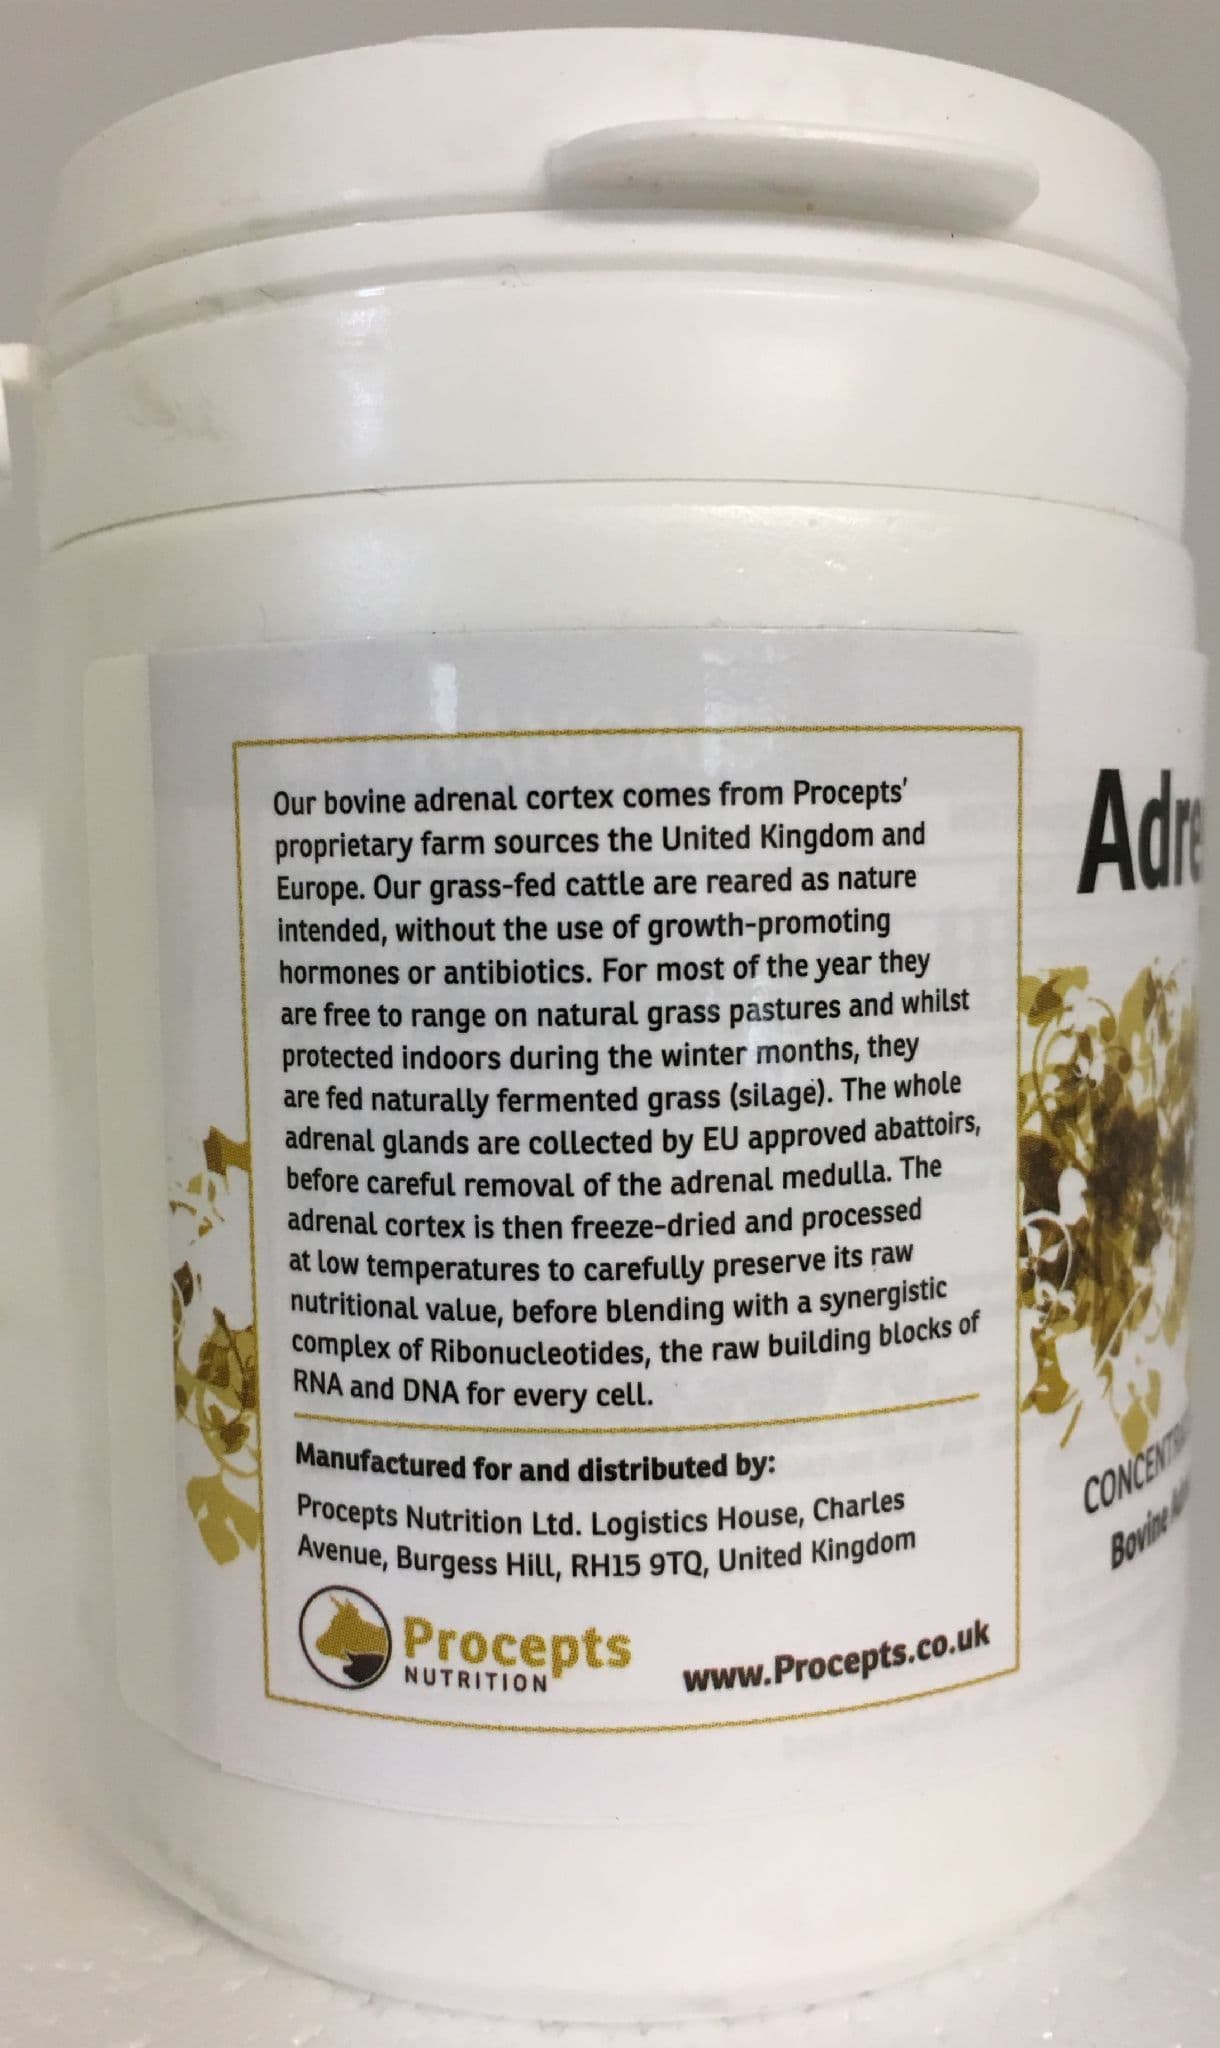 Our bovine adrenal cortex comes from Procepts'
proprietary farm sources the United Kingdom and
Europe. Our grass-fed cattle are reared as nature
intended, without the use of growth-promoting
hormones or antibiotics. For most of the year they
are free to range on natural grass pastures and whilst
protected indoors during the winter months, they
are fed naturally fermented grass (silage). The whole
adrenal glands are collected by EU approved abattoirs,
before careful removal of the adrenal medulla. The
adrenal cortex is then freeze-dried and processed
at low temperatures to carefully preserve its raw
nutritional value, before blending with a synergistic
complex of Ribonucleotides, the raw building blocks of
RNA and DNA for every cell.
Manufactured for and distributed by:
Procepts Nutrition Ltd. Logistics House, Charles
Avenue, Burgess Hill, RH15 9TQ, United Kingdom
Procepts
NUTRITION
www.Procepts.co.uk
Adre
CONCENTRA
Bovine